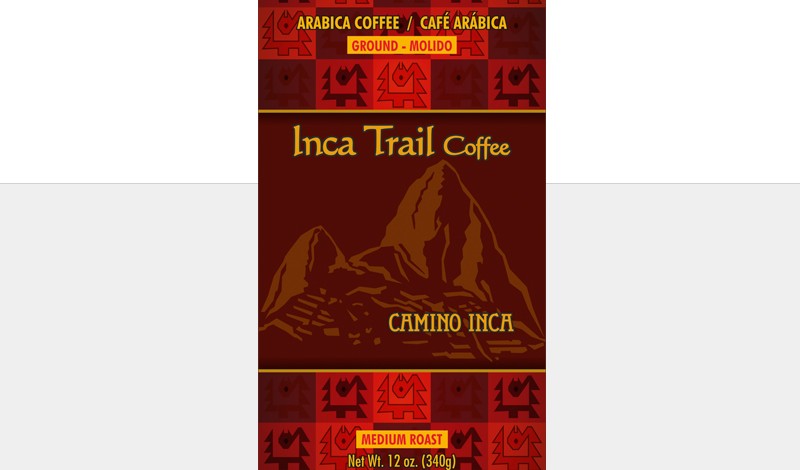 ARABICA COFFEE / CAFÉ ARÁBICA
GROUND - MOLIDO
Inca Trail Coffee
CAMINO INCA
MEDIUM ROAST
Net Wt. 12 oz. (340g)